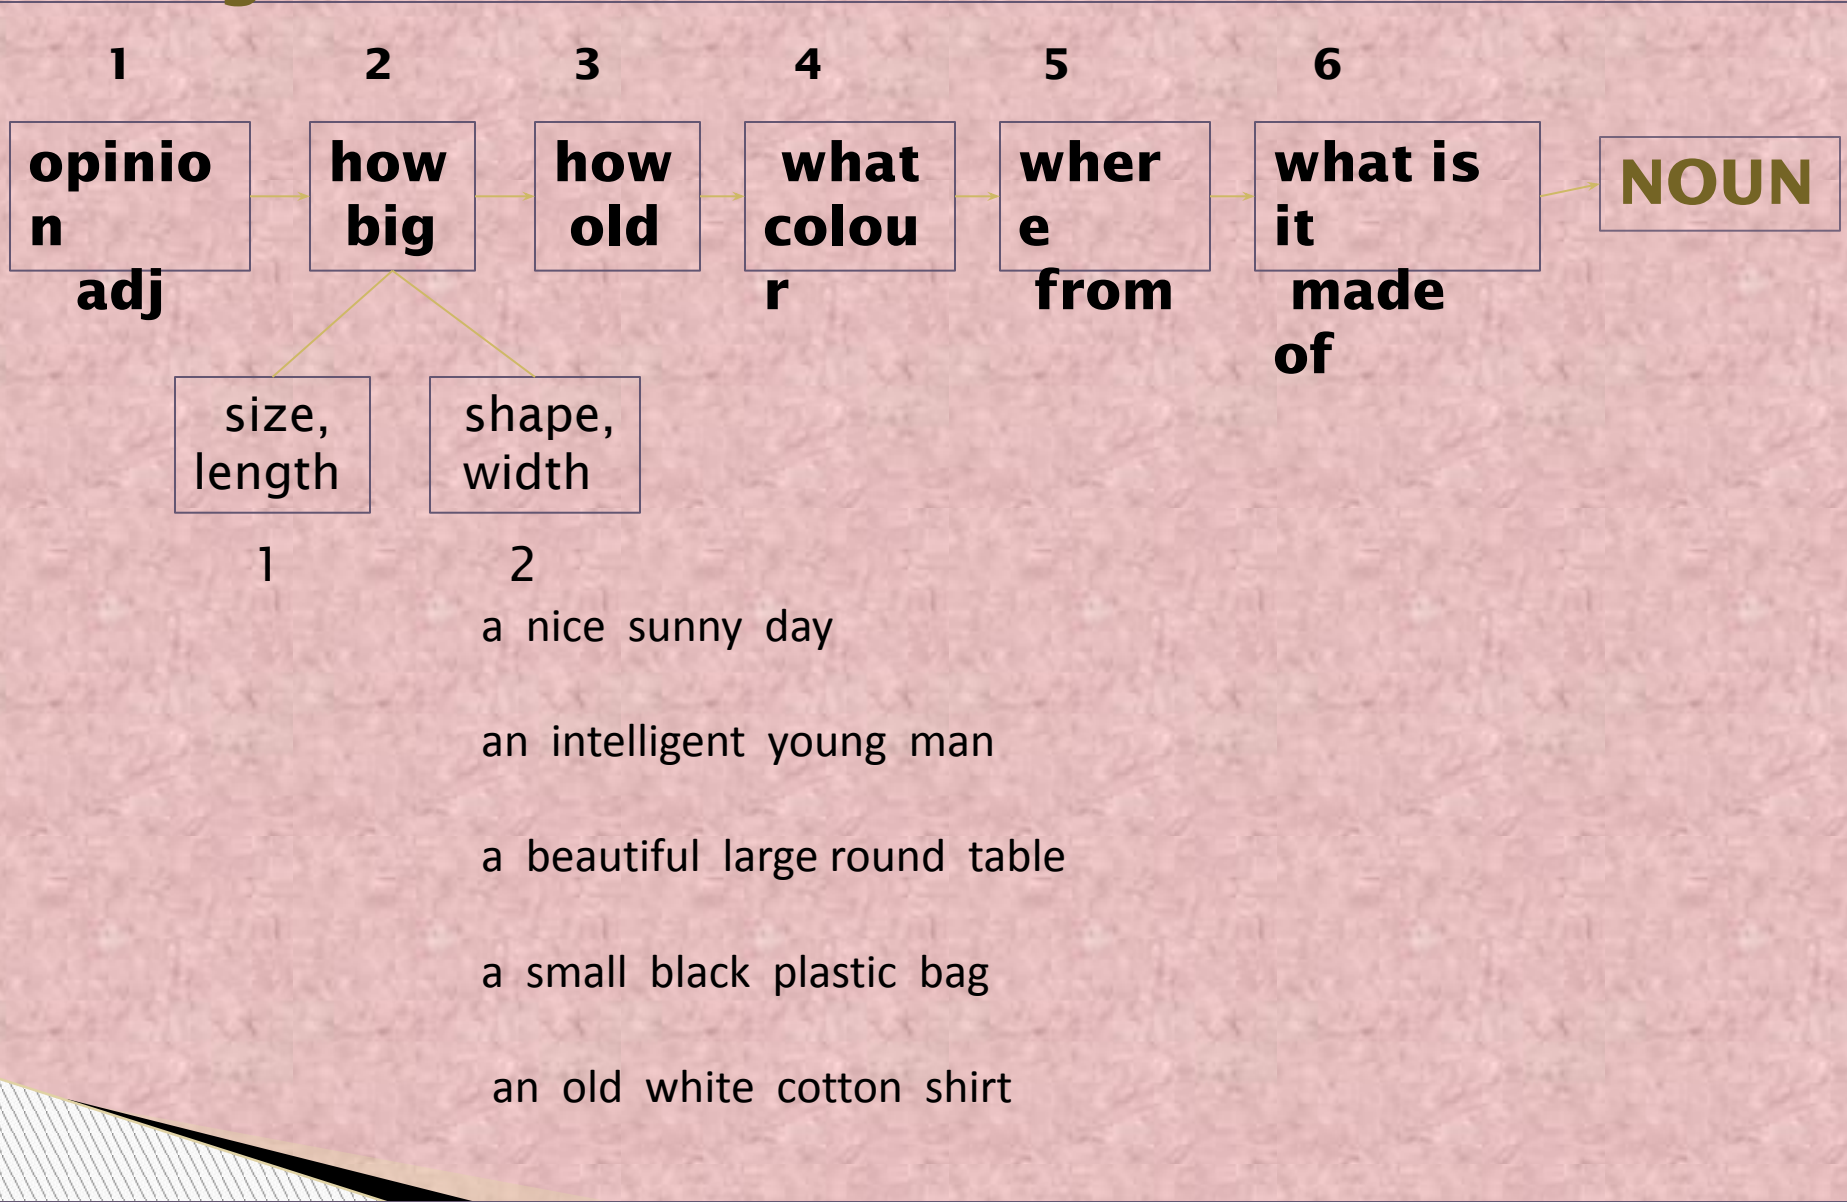 1 2 3 4 5 6
opinio
n
adj
how
big
how
old
what
colou
r
wher
e
from
what is
it
made
of
NOUN
size,
length
shape,
width
1 2
a nice sunny day
an intelligent young man
a beautiful large round table
a small black plastic bag
an old white cotton shirt